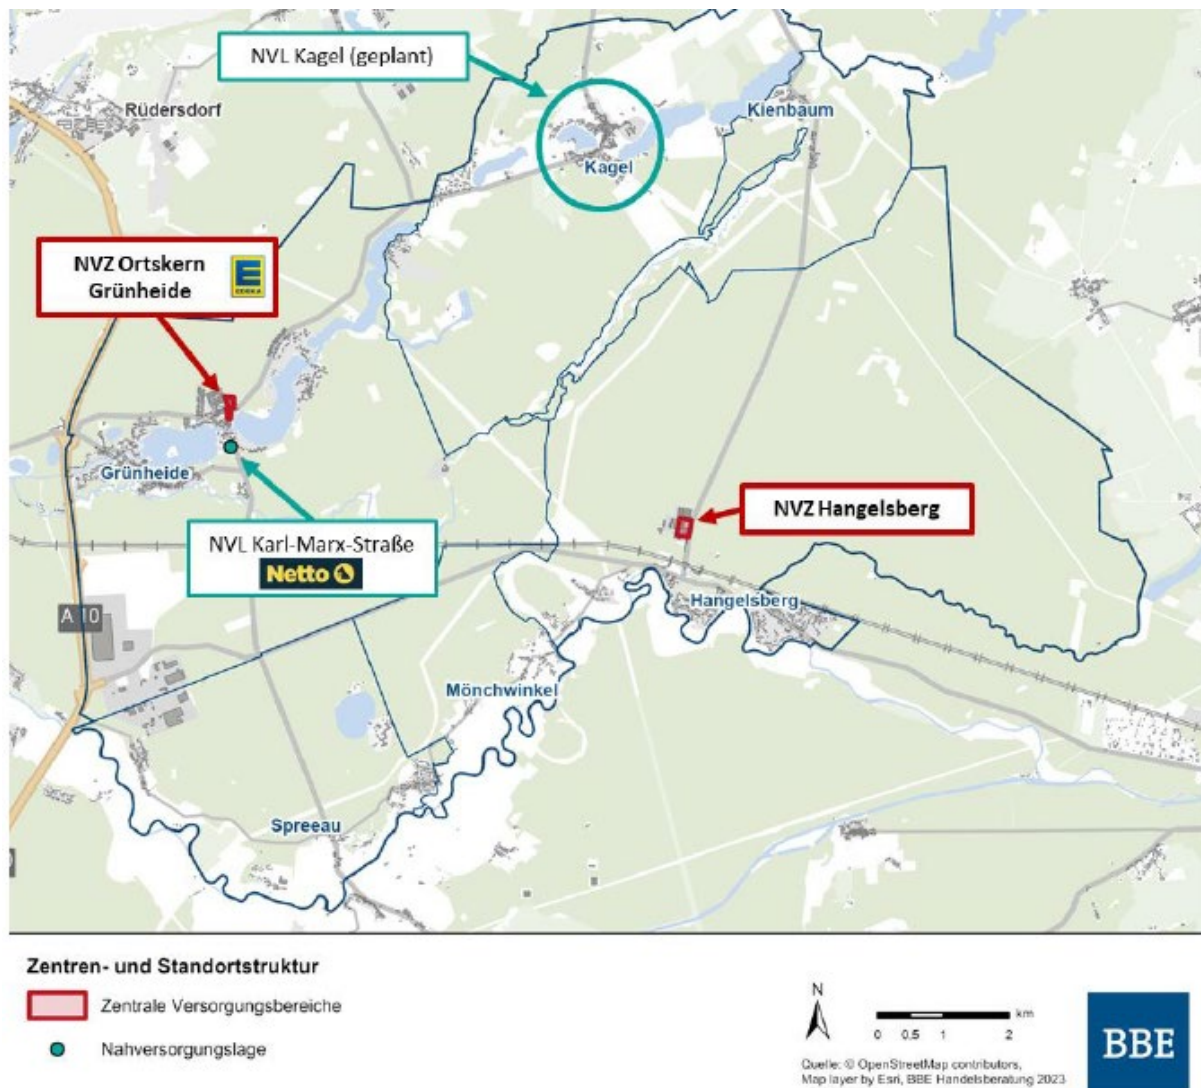 NVL Kagel (geplant)
Rüdersdorf
Kienbaum
Kagel
NVZ Ortskern
Grünheide
E
EDEKA
Grünheide
NVZ Hangelsberg
NVL Karl-Marx-Straße
Netto
A 10
Hangelsberg
Mönchwinkel
Spreeau
Zentren- und Standortstruktur
Zentrale Versorgungsbereiche
Nahversorgungslage
N
km
0 0,5 1 2
Quelle: © OpenStreetMap contributors,
Map layer by Esri, BBE Handelsberatung 2023
BBE